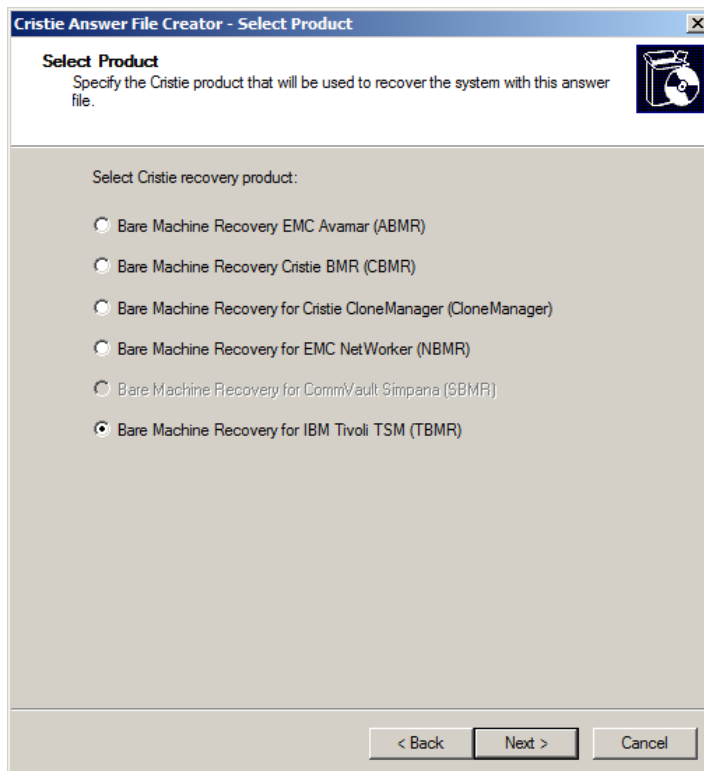 Cristie Answer File Creator - Select Product
Select Product
Specify the Cristie product that will be used to recover the system with this answer
file.
Select Cristie recovery product:
Bare Machine Recovery EMC Avamar (ABMR)
Bare Machine Recovery Cristie BMR (CBMR)
Bare Machine Recovery for Cristie CloneManager (CloneManager)
Bare Machine Recovery for EMC NetWorker (NBMR)
Bare Machine Recovery for CommVault Simpana (SBMR)
Bare Machine Recovery for IBM Tivoli TSM (TBMR)
< Back Next > Cancel